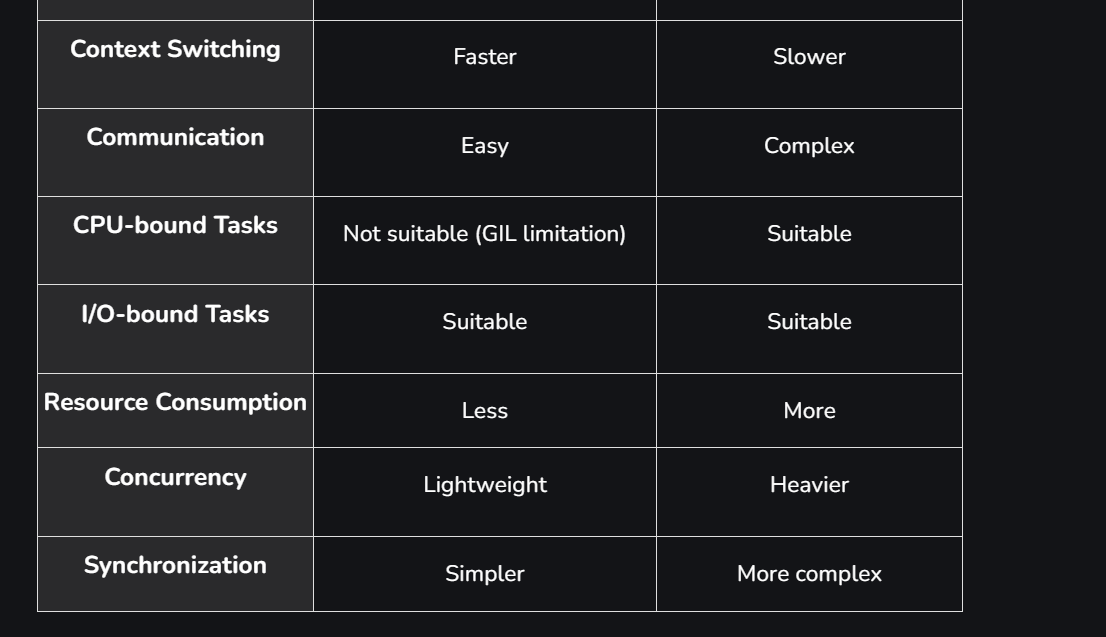 Context Switching Faster Slower
Communication Easy Complex
CPU-bound Tasks Not suitable (GIL limitation) Suitable
I/O-bound Tasks Suitable Suitable
Resource Consumption Less More
Concurrency Lightweight Heavier
Synchronization Simpler More complex